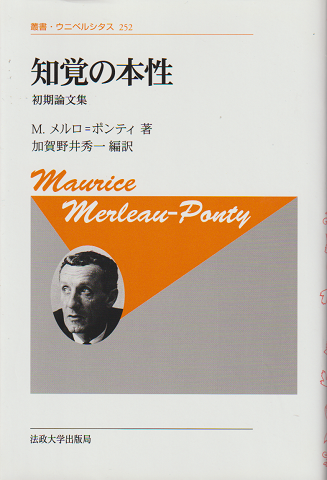 叢書・ウニベルシタス 252
知覚の本性
初期論文集
M. メルロ=ポンティ 著
加賀野井秀一 編訳
Maurice
Merleau-Ponty
法政大学出版局